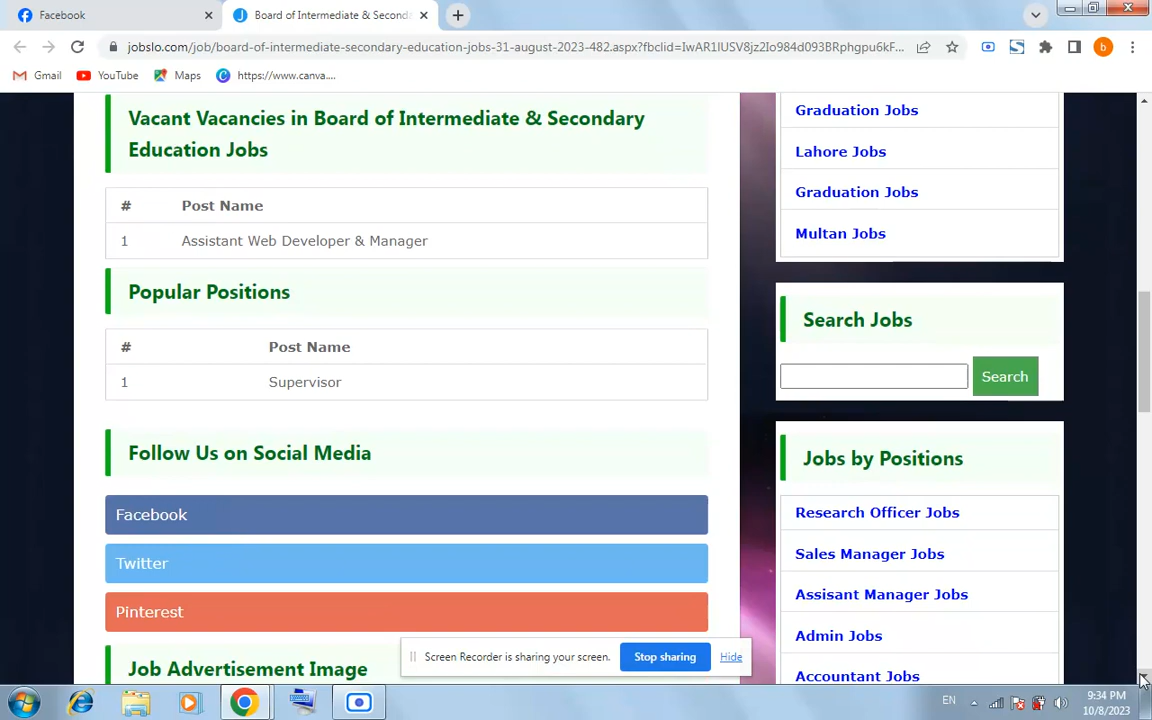 Facebook
Board of Intermediate & Second
jobslo.com/job/board-of-intermediate-secondary-education-jobs-31-august-2023-482.aspx?fbclid=IwAR1lUSV8jz2Io984d093BRphgpu6kF...
b
Gmail
YouTube
Maps
https://www.canva....
Vacant Vacancies in Board of Intermediate & Secondary
Education Jobs
# Post Name
1 Assistant Web Developer & Manager
Popular Positions
# Post Name
1 Supervisor
Follow Us on Social Media
Facebook
Twitter
Pinterest
Job Advertisement Image
Graduation Jobs
Lahore Jobs
Graduation Jobs
Multan Jobs
Search Jobs
Search
Jobs by Positions
Research Officer Jobs
Sales Manager Jobs
Assisant Manager Jobs
Admin Jobs
Accountant Jobs
Screen Recorder is sharing your screen.
Stop sharing
Hide
EN
9:34 PM
10/8/2023